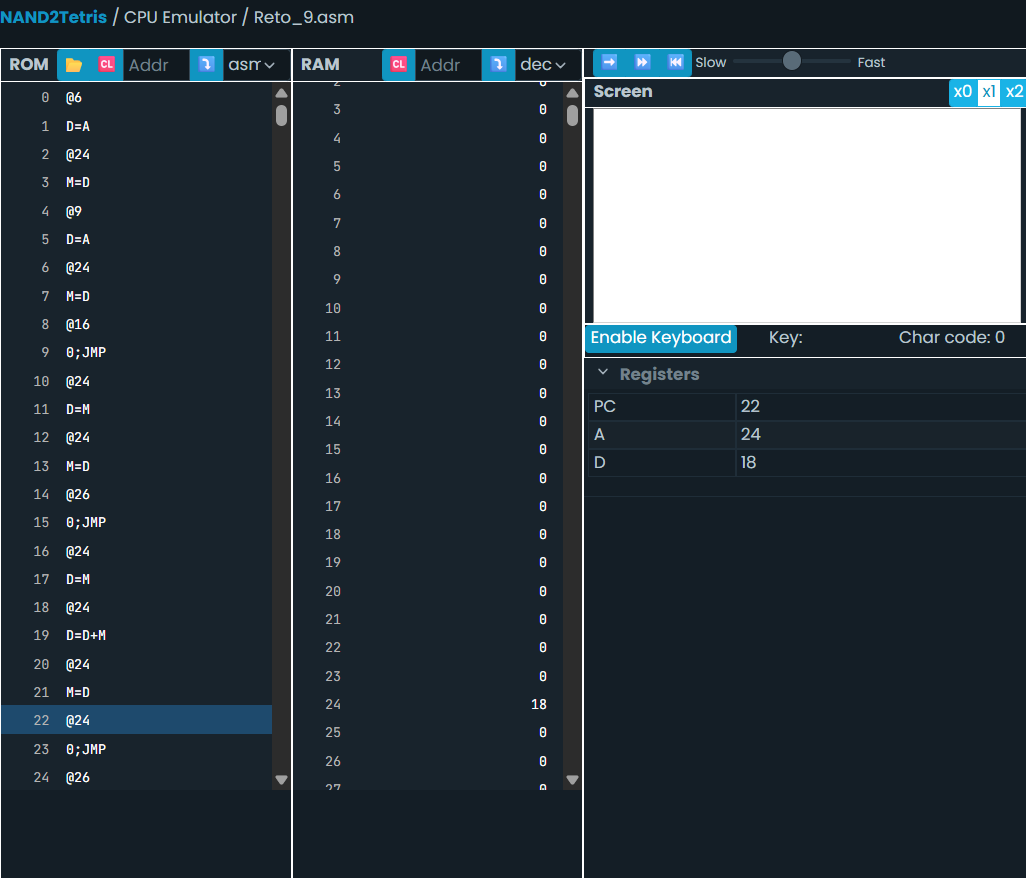 NAND2Tetris / CPU Emulator / Reto_9.asm
ROM CL Addr asm
0 @6
1 D=A
2 @24
3 M=D
4 @9
5 D=A
6 @24
7 M=D
8 @16
9 0;JMP
10 @24
11 D=M
12 @24
13 M=D
14 @26
15 0;JMP
16 @24
17 D=M
18 @24
19 D=D+M
20 @24
21 M=D
22 @24
23 0;JMP
24 @26
RAM CL Addr dec
2 0
3 0
4 0
5 0
6 0
7 0
8 0
9 0
10 0
11 0
12 0
13 0
14 0
15 0
16 0
17 0
18 0
19 0
20 0
21 0
22 0
23 0
24 18
25 0
26 0
27 0
Slow Fast
Screen x0 x1 x2
Enable Keyboard Key: Char code: 0
Registers
PC 22
A 24
D 18